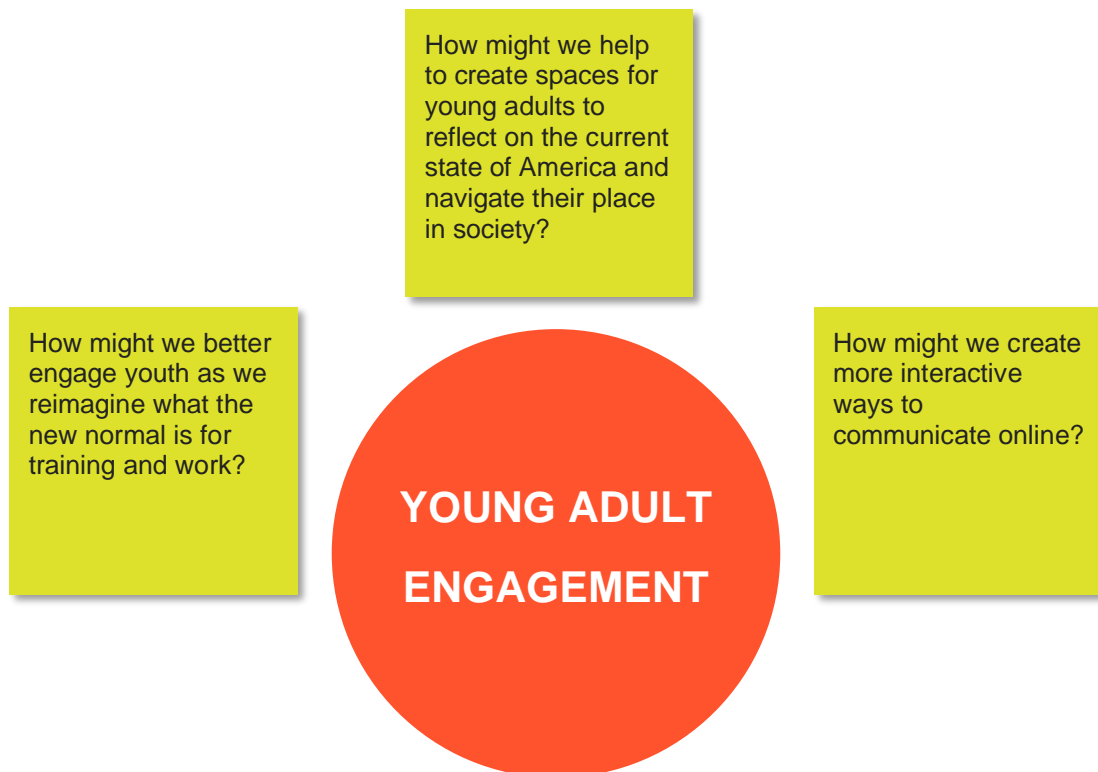 How might we help
to create spaces for
young adults to
reflect on the current
state of America and
navigate their place
in society?
How might we better
engage youth as we
reimagine what the
new normal is for
training and work?
How might we create
more interactive
ways to
communicate online?
YOUNG ADULT
ENGAGEMENT